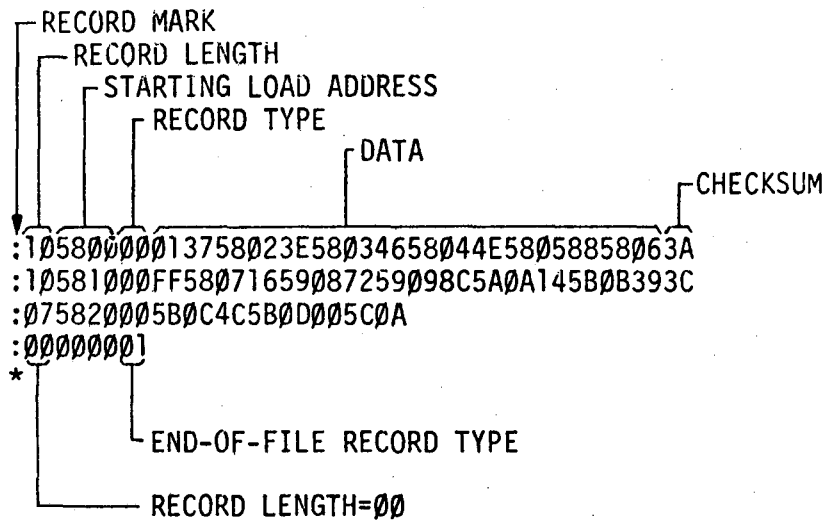 RECORD MARK
RECORD LENGTH
STARTING LOAD ADDRESS
RECORD TYPE
DATA
CHECKSUM
:10580000013758023E58034658044E58058858063A
:10581000FF58071659087259098C5A0A145B0B393C
:075820005B0C4C5B0D005C0A
:00000001
*
END-OF-FILE RECORD TYPE
RECORD LENGTH=00